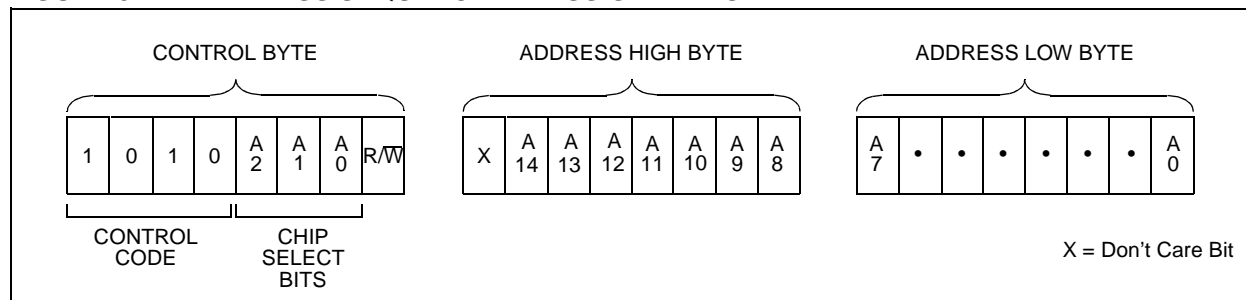 CONTROL BYTE
ADDRESS HIGH BYTE
ADDRESS LOW BYTE
1 0 1 0 A2 A1 A0 R/W̅
X A14 A13 A12 A11 A10 A9 A8
A7 • • • • • • A0
CONTROL CODE
CHIP SELECT BITS
X = Don't Care Bit